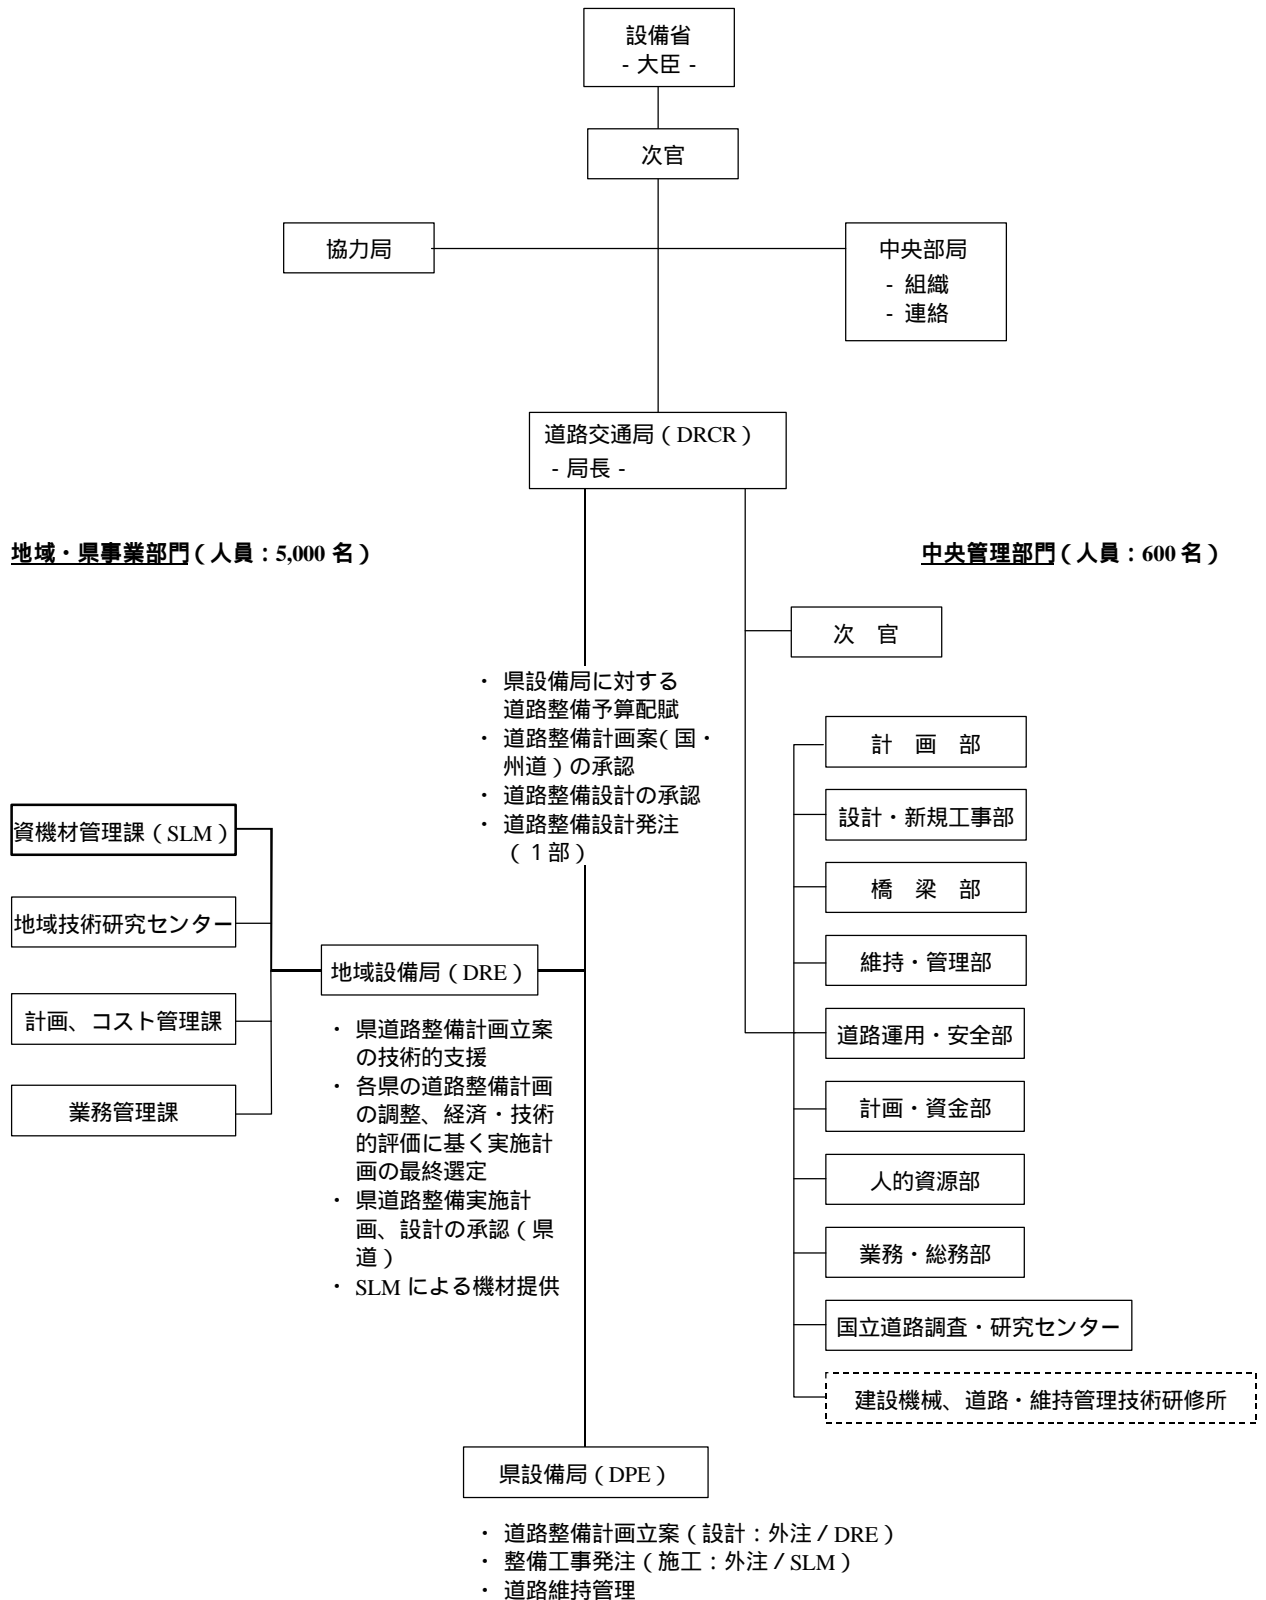 設備省
- 大臣 -
次官
協力局
中央部局
- 組織
- 連絡
道路交通局（DRCR）
- 局長 -
地域・県事業部門（人員：5,000 名）
中央管理部門（人員：600 名）
次　官
・ 県設備局に対する
道路整備予算配賦
・ 道路整備計画案（国・
州道）の承認
・ 道路整備設計の承認
・ 道路整備設計発注
（１部）
計　画　部
設計・新規工事部
橋　梁　部
維持・管理部
道路運用・安全部
計画・資金部
人的資源部
業務・総務部
国立道路調査・研究センター
建設機械、道路・維持管理技術研修所
資機材管理課（SLM）
地域技術研究センター
計画、コスト管理課
業務管理課
地域設備局（DRE）
・ 県道路整備計画立案
の技術的支援
・ 各県の道路整備計画
の調整、経済・技術
的評価に基く実施計
画の最終選定
・ 県道路整備実施計
画、設計の承認（県
道）
・ SLM による機材提供
県設備局（DPE）
・ 道路整備計画立案（設計：外注／DRE）
・ 整備工事発注（施工：外注／SLM）
・ 道路維持管理